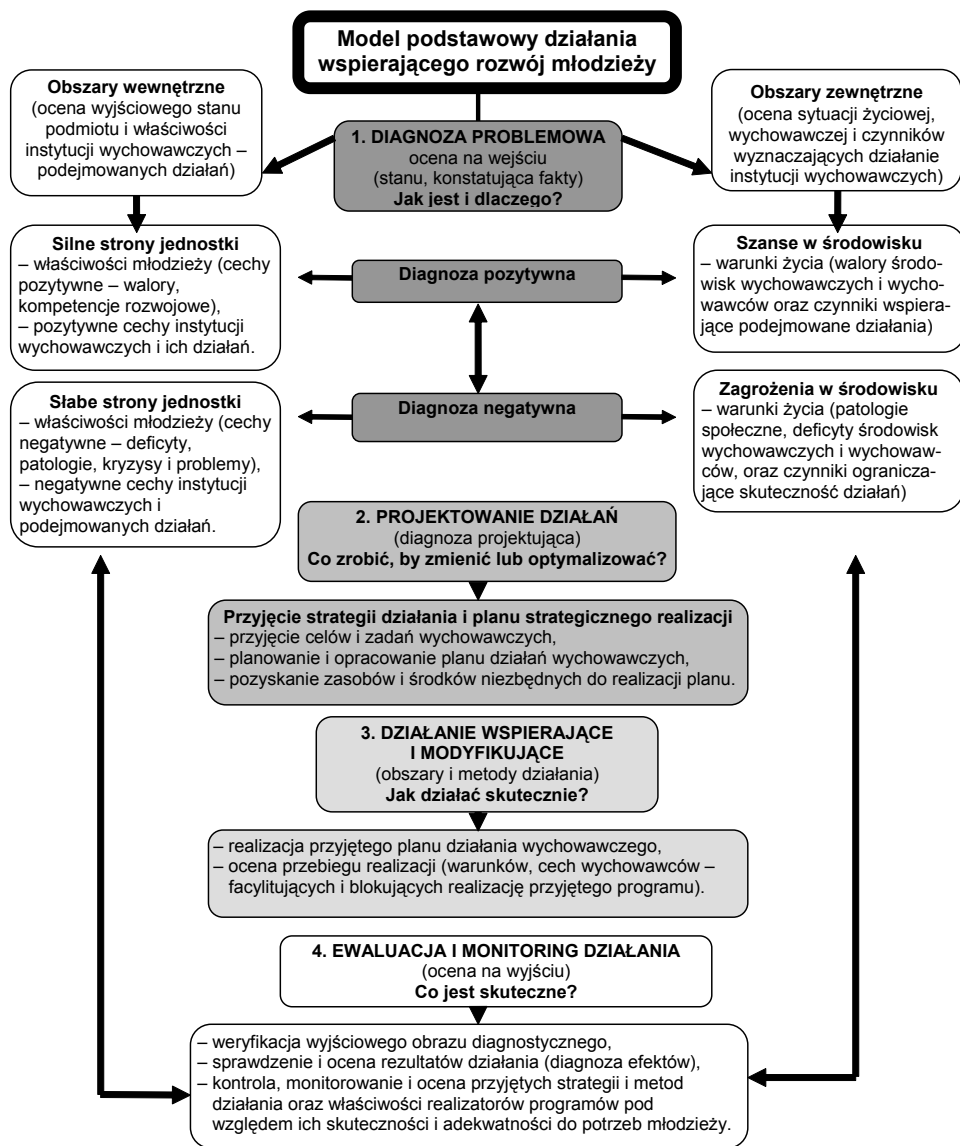 Model podstawowy działania
wspierającego rozwój młodzieży
Obszary wewnętrzne
(ocena wyjściowego stanu
podmiotu i właściwości
instytucji wychowawczych –
podejmowanych działań)
1. DIAGNOZA PROBLEMOWA
ocena na wejściu
(stanu, konstatująca fakty)
Jak jest i dlaczego?
Obszary zewnętrzne
(ocena sytuacji życiowej,
wychowawczej i czynników
wyznaczających działanie
instytucji wychowawczych)
Silne strony jednostki
– właściwości młodzieży (cechy
pozytywne – walory,
kompetencje rozwojowe),
– pozytywne cechy instytucji
wychowawczych i ich działań.
Diagnoza pozytywna
Szanse w środowisku
– warunki życia (walory środo-
wisk wychowawczych i wycho-
wawców oraz czynniki wspiera-
jące podejmowane działania)
Słabe strony jednostki
– właściwości młodzieży (cechy
negatywne – deficyty,
patologie, kryzysy i problemy),
– negatywne cechy instytucji
wychowawczych i
podejmowanych działań.
Diagnoza negatywna
Zagrożenia w środowisku
– warunki życia (patologie
społeczne, deficyty środowisk
wychowawczych i wychowaw-
ców, oraz czynniki ogranicza-
jące skuteczność działań)
2. PROJEKTOWANIE DZIAŁAŃ
(diagnoza projektująca)
Co zrobić, by zmienić lub optymalizować?
Przyjęcie strategii działania i planu strategicznego realizacji
– przyjęcie celów i zadań wychowawczych,
– planowanie i opracowanie planu działań wychowawczych,
– pozyskanie zasobów i środków niezbędnych do realizacji planu.
3. DZIAŁANIE WSPIERAJĄCE
I MODYFIKUJĄCE
(obszary i metody działania)
Jak działać skutecznie?
– realizacja przyjętego planu działania wychowawczego,
– ocena przebiegu realizacji (warunków, cech wychowawców –
facylitujących i blokujących realizację przyjętego programu).
4. EWALUACJA I MONITORING DZIAŁANIA
(ocena na wyjściu)
Co jest skuteczne?
– weryfikacja wyjściowego obrazu diagnostycznego,
– sprawdzenie i ocena rezultatów działania (diagnoza efektów),
– kontrola, monitorowanie i ocena przyjętych strategii i metod
działania oraz właściwości realizatorów programów pod
względem ich skuteczności i adekwatności do potrzeb młodzieży.